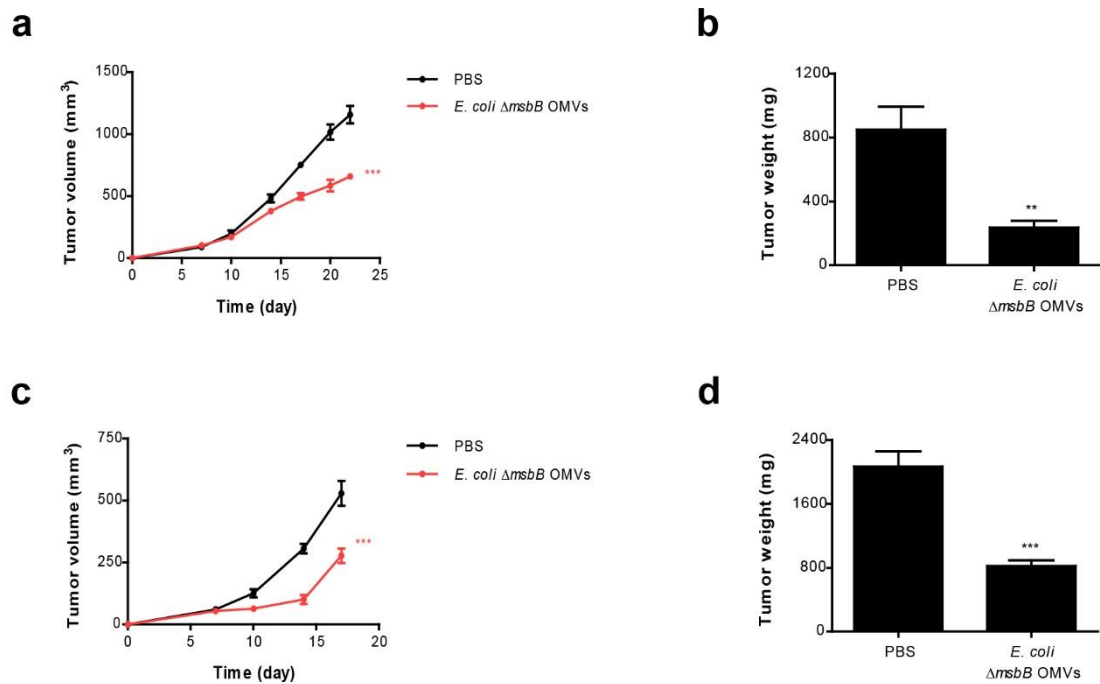 a
Tumor volume (mm³)
1500
1000
500
0
0 5 10 15 20 25
Time (day)
PBS
E. coli ΔmsbB OMVs
***
b
Tumor weight (mg)
1200
800
400
0
**
PBS
E. coli
ΔmsbB OMVs
c
Tumor volume (mm³)
750
500
250
0
0 5 10 15 20
Time (day)
PBS
E. coli ΔmsbB OMVs
***
d
Tumor weight (mg)
2400
1600
800
0
***
PBS
E. coli
ΔmsbB OMVs